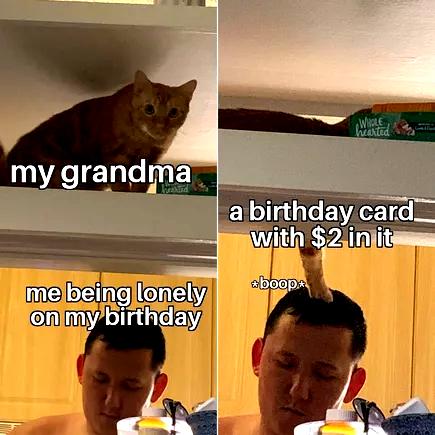 my grandma
me being lonely
on my birthday
WHOLE
hearted
a birthday card
with $2 in it
*boop*